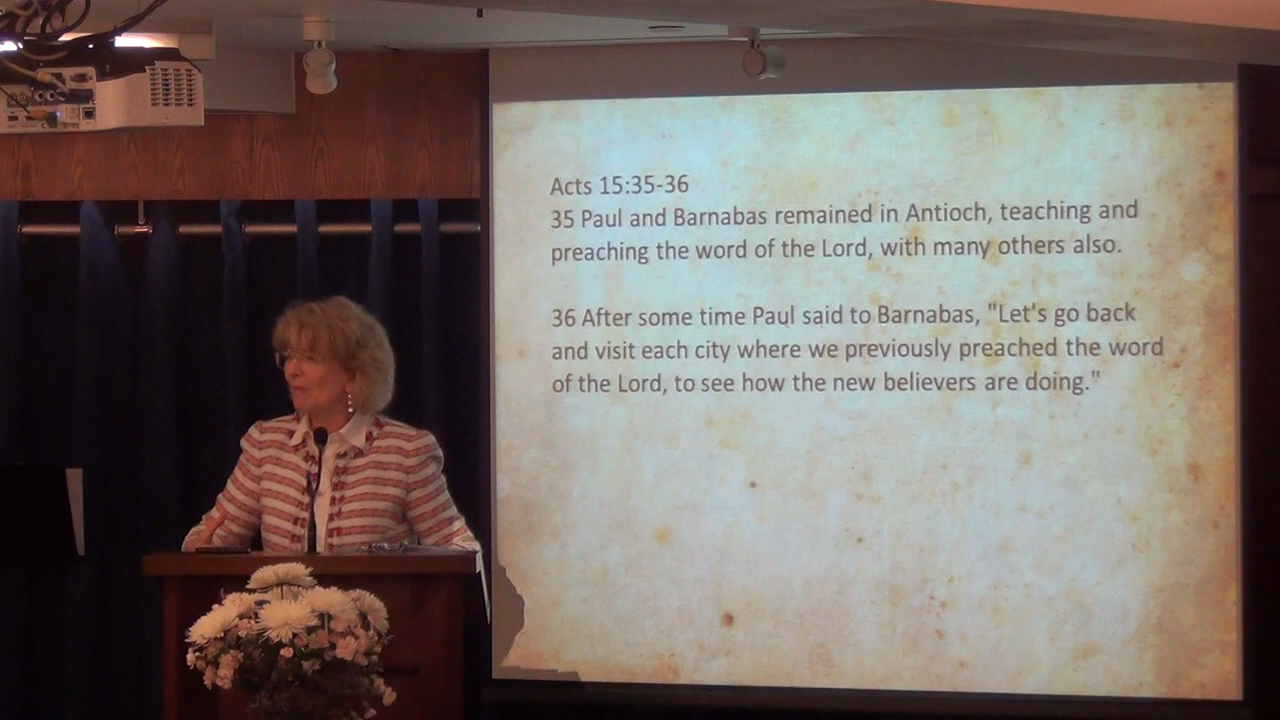 Acts 15:35-36
35 Paul and Barnabas remained in Antioch, teaching and
preaching the word of the Lord, with many others also.
36 After some time Paul said to Barnabas, "Let's go back
and visit each city where we previously preached the word
of the Lord, to see how the new believers are doing."